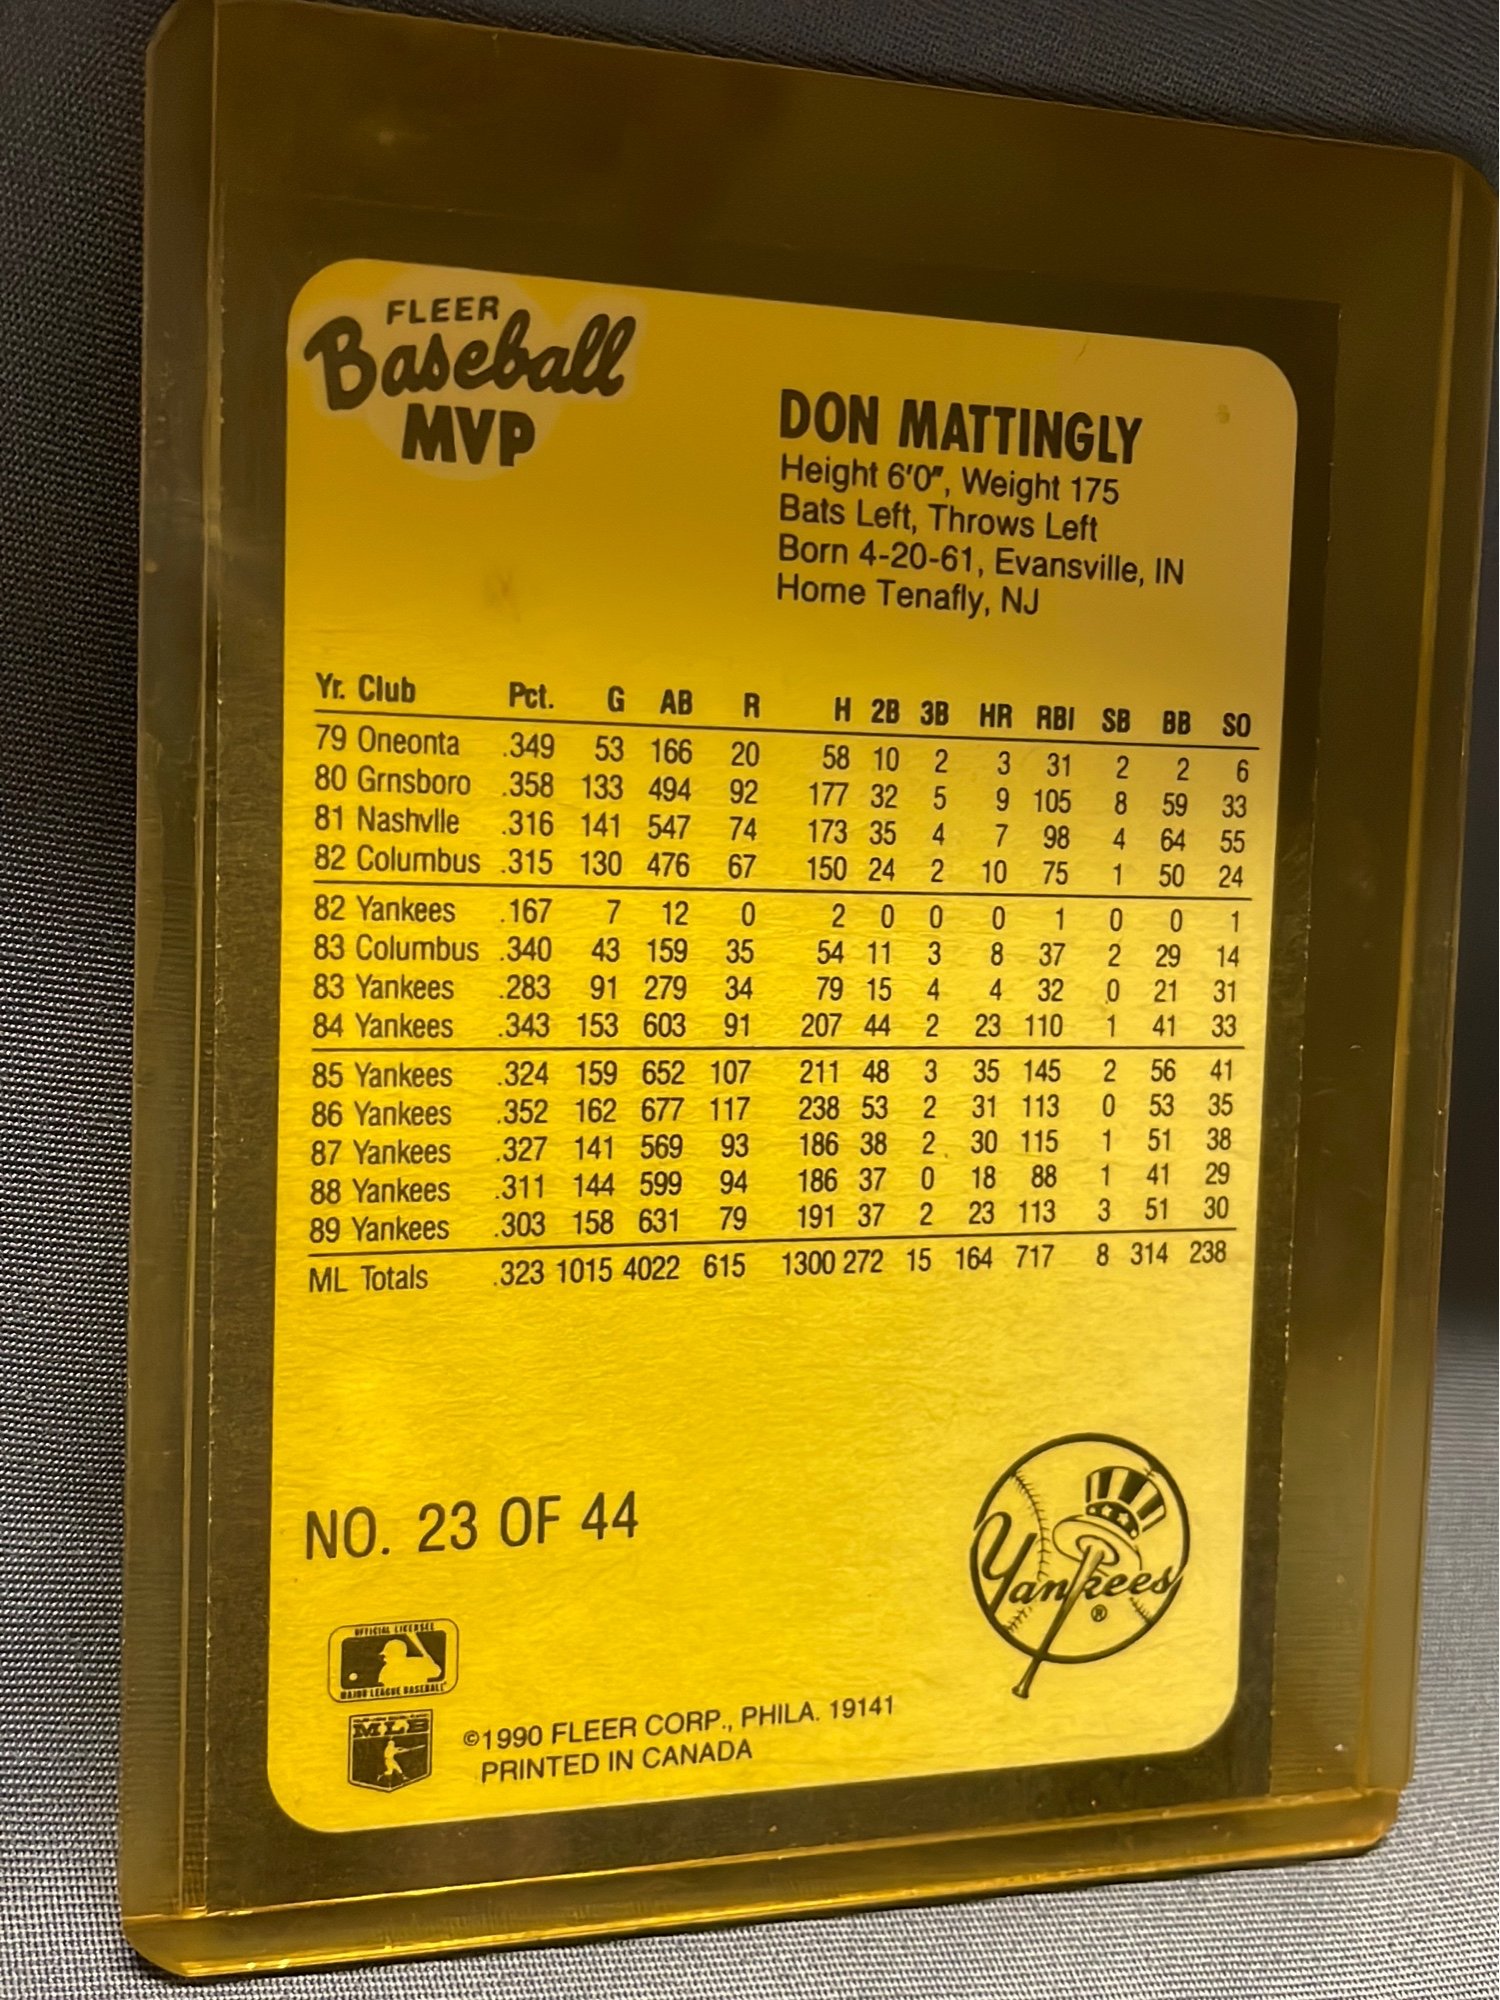 FLEER
Baseball
MVP
DON MATTINGLY
Height 6'0", Weight 175
Bats Left, Throws Left
Born 4-20-61, Evansville, IN
Home Tenafly, NJ
Yr. Club Pct. G AB R H 2B 3B HR RBI SB BB SO
79 Oneonta .349 53 166 20 58 10 2 3 31 2 2 6
80 Grnsboro .358 133 494 92 177 32 5 9 105 8 59 33
81 Nashvlle .316 141 547 74 173 35 4 7 98 4 64 55
82 Columbus .315 130 476 67 150 24 2 10 75 1 50 24
82 Yankees .167 7 12 0 2 0 0 0 1 0 0 1
83 Columbus .340 43 159 35 54 11 3 8 37 2 29 14
83 Yankees .283 91 279 34 79 15 4 4 32 0 21 31
84 Yankees .343 153 603 91 207 44 2 23 110 1 41 33
85 Yankees .324 159 652 107 211 48 3 35 145 2 56 41
86 Yankees .352 162 677 117 238 53 2 31 113 0 53 35
87 Yankees .327 141 569 93 186 38 2 30 115 1 51 38
88 Yankees .311 144 599 94 186 37 0 18 88 1 41 29
89 Yankees .303 158 631 79 191 37 2 23 113 3 51 30
ML Totals .323 1015 4022 615 1300 272 15 164 717 8 314 238
NO. 23 OF 44
Yankees
®
OFFICIAL LICENSEE
MAJOR LEAGUE BASEBALL
MLB
©1990 FLEER CORP., PHILA. 19141
PRINTED IN CANADA